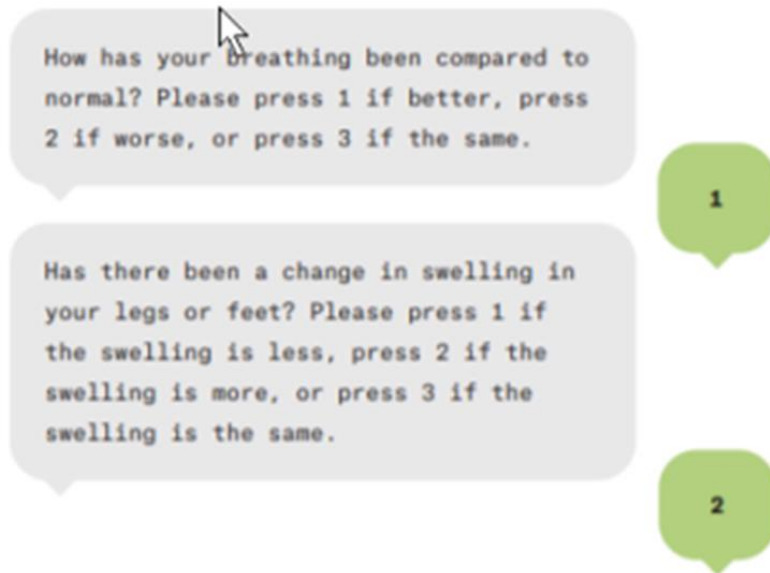 How has your breathing been compared to
normal? Please press 1 if better, press
2 if worse, or press 3 if the same.
1
Has there been a change in swelling in
your legs or feet? Please press 1 if
the swelling is less, press 2 if the
swelling is more, or press 3 if the
swelling is the same.
2